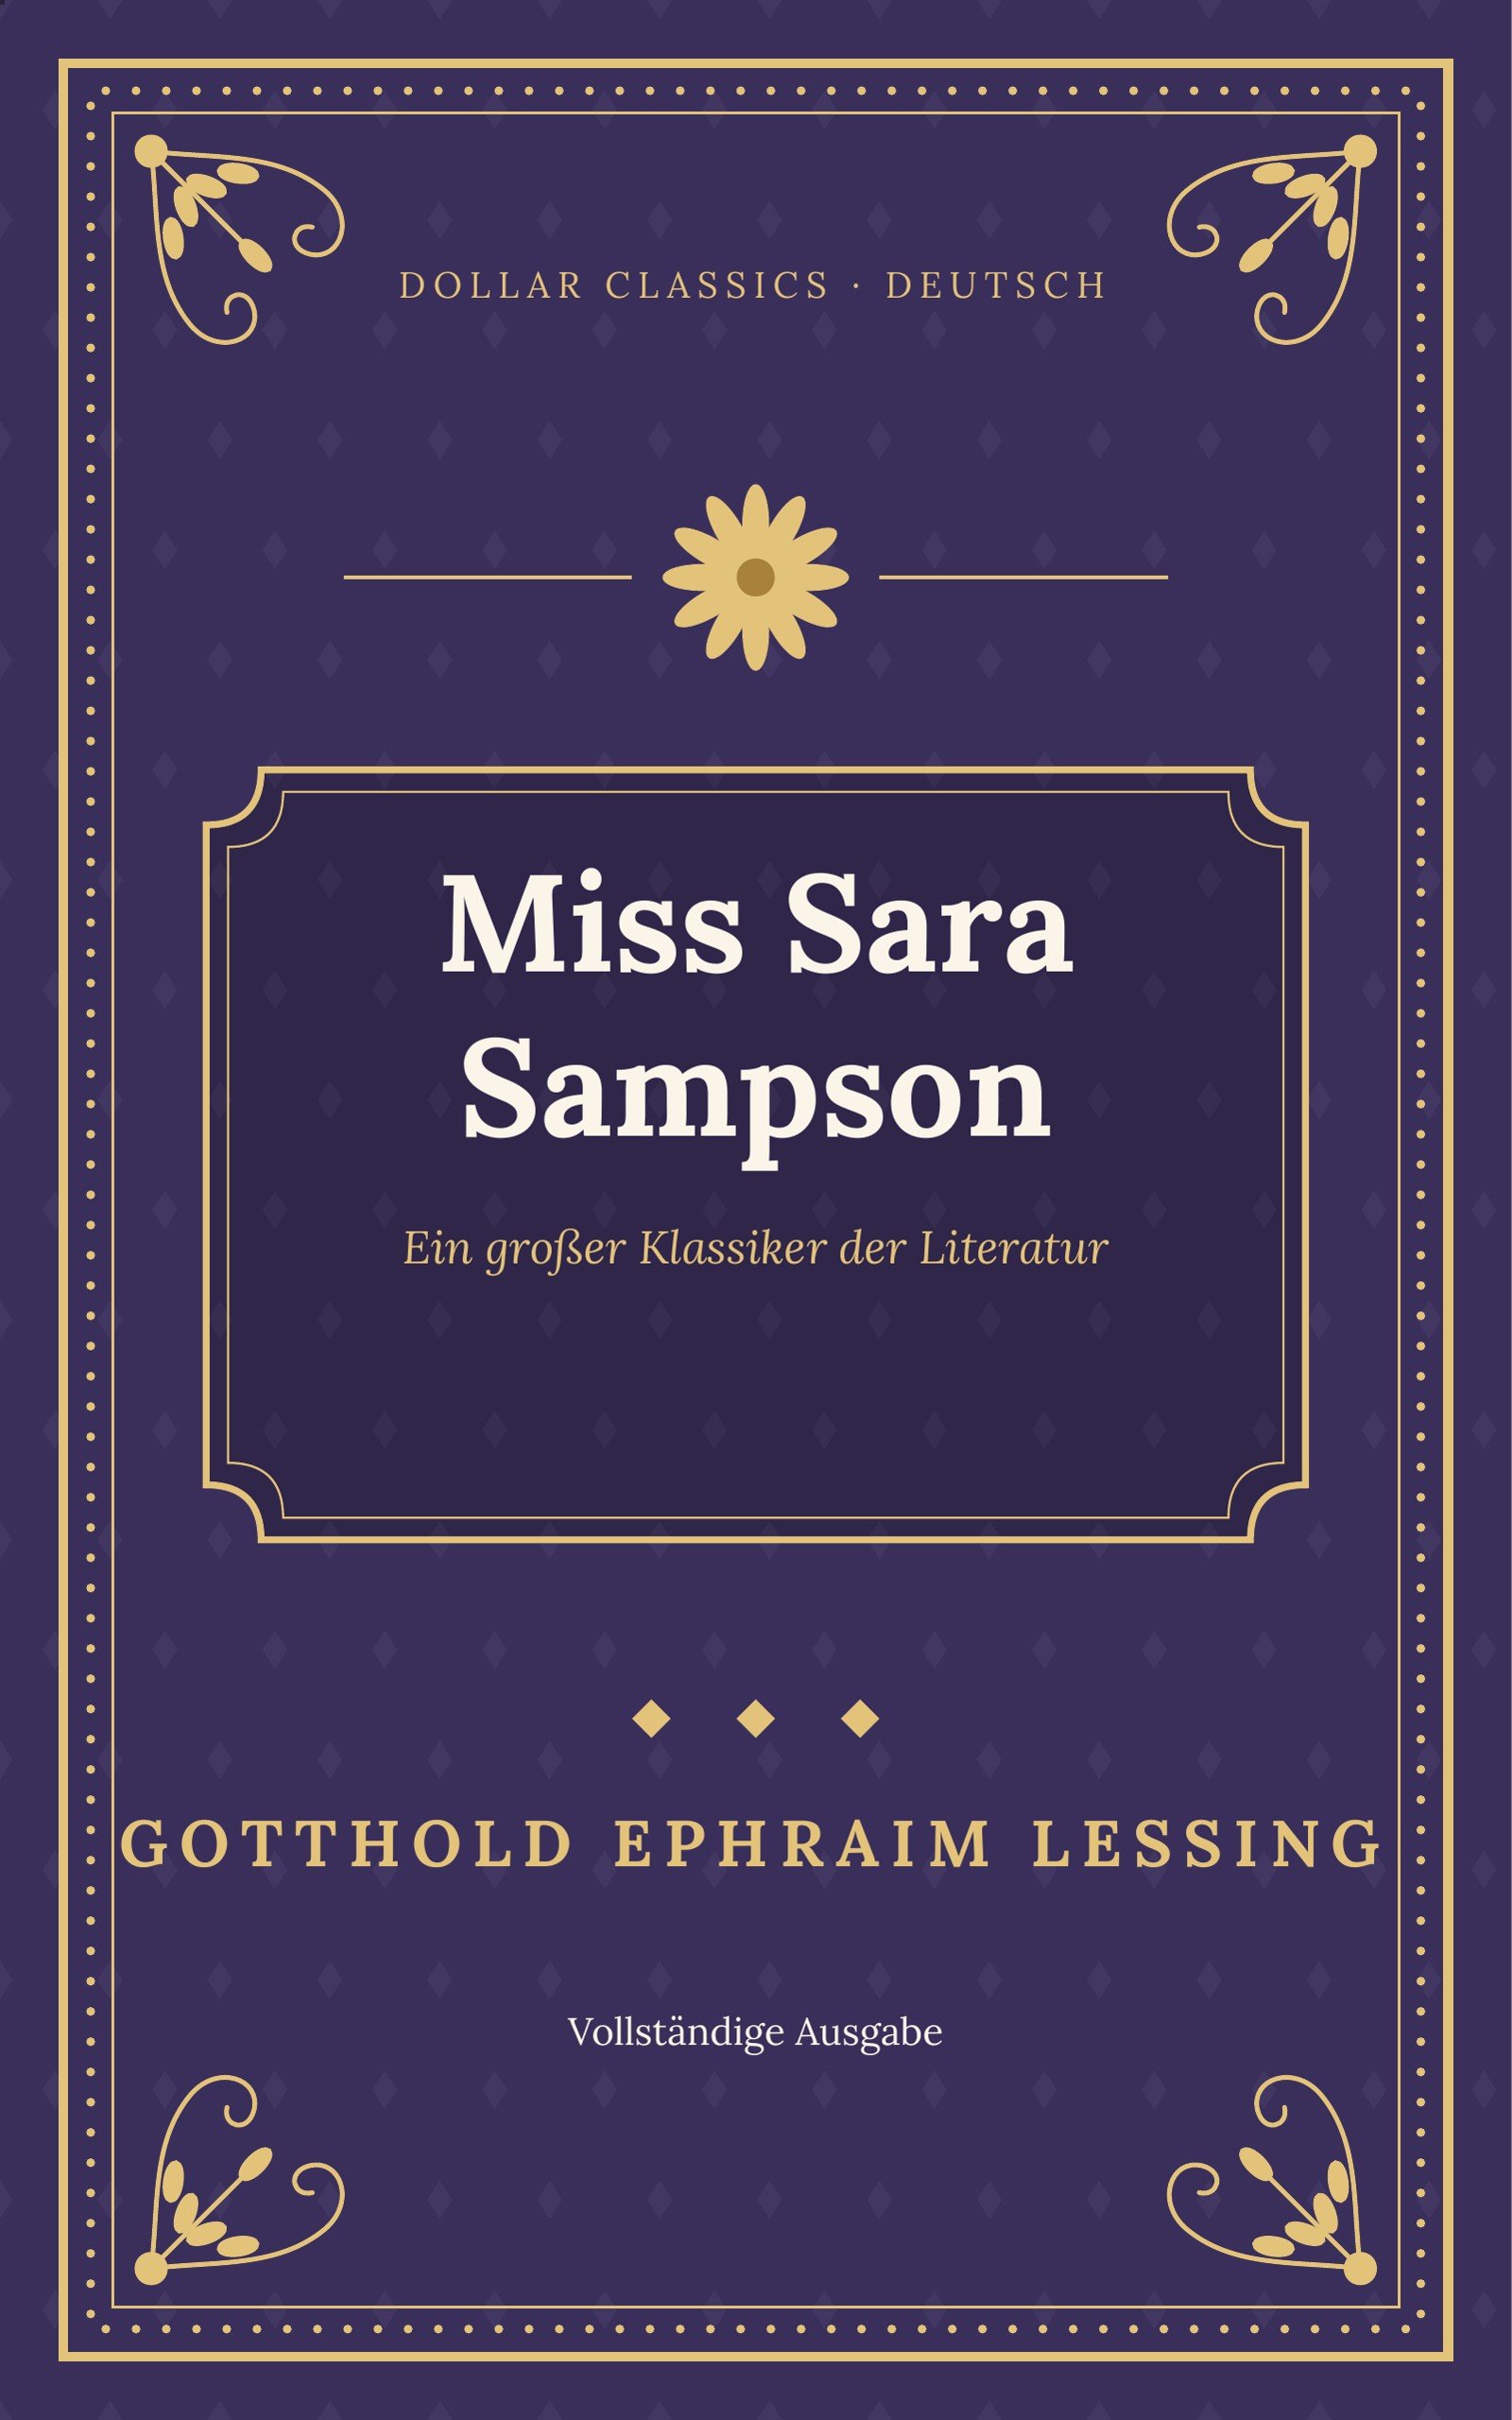 DOLLAR CLASSICS · DEUTSCH
Miss Sara
Sampson
Ein großer Klassiker der Literatur
GOTTHOLD EPHRAIM LESSING
Vollständige Ausgabe